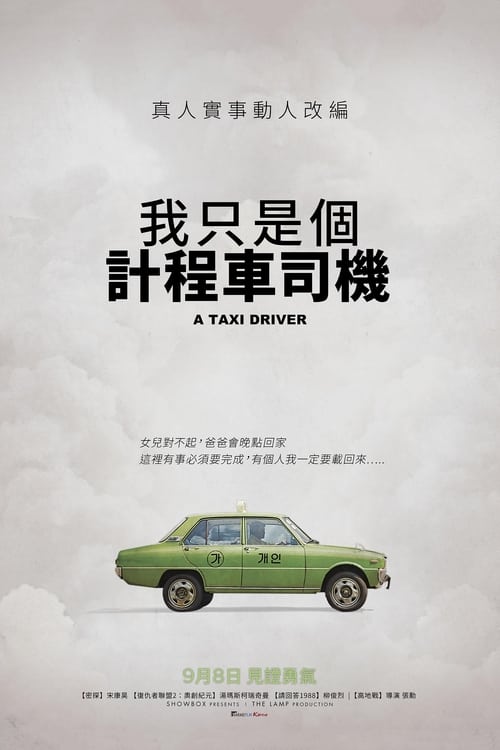 真人實事動人改編
我只是個
計程車司機
A TAXI DRIVER
女兒對不起，爸爸會晚點回家
這裡有事必須要完成，有個人我一定要載回來.....
가 개인
9月8日 見證勇氣
【密探】宋康昊 【復仇者聯盟2：奧創紀元】湯瑪斯柯瑞奇曼 【請回答1988】柳俊烈 |【高地戰】導演 張勳
SHOWBOX PRESENTS | THE LAMP PRODUCTION